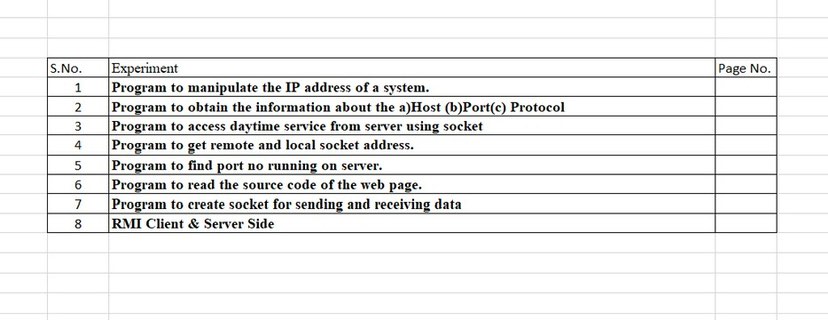 S.No. Experiment Page No.
1 Program to manipulate the IP address of a system.
2 Program to obtain the information about the a)Host (b)Port(c) Protocol
3 Program to access daytime service from server using socket
4 Program to get remote and local socket address.
5 Program to find port no running on server.
6 Program to read the source code of the web page.
7 Program to create socket for sending and receiving data
8 RMI Client & Server Side